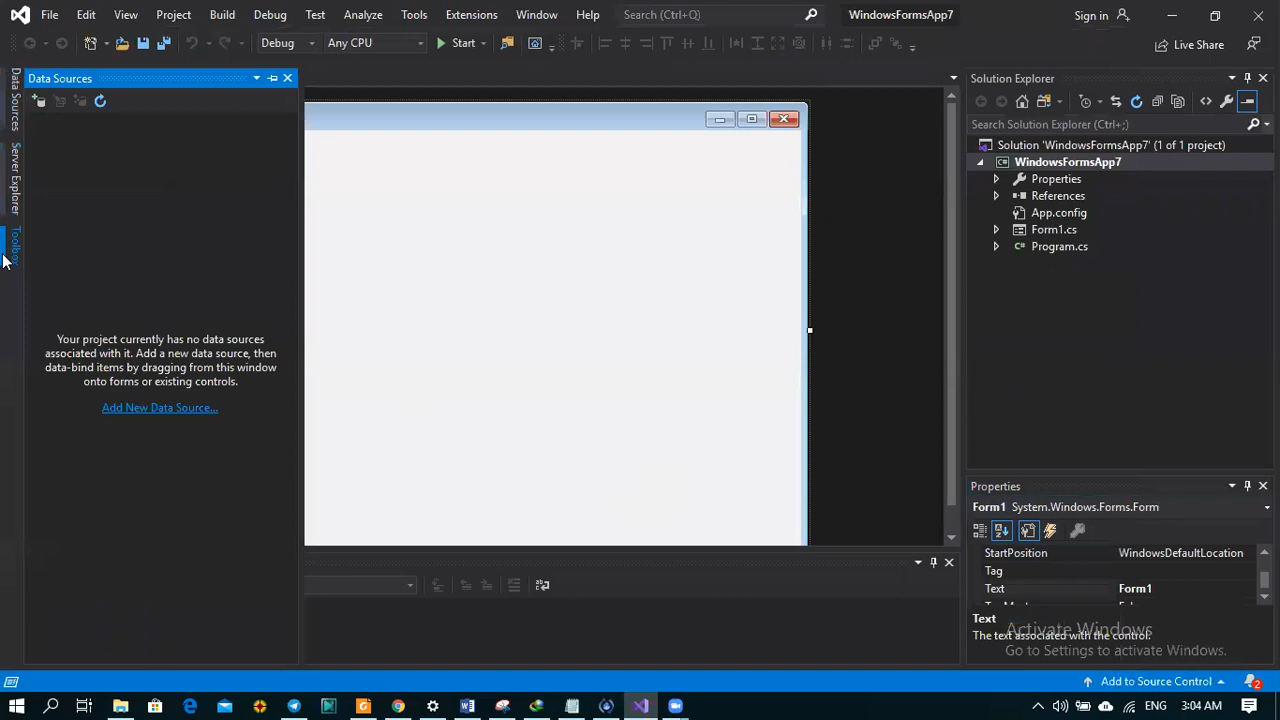 File Edit View Project Build Debug Test Analyze Tools Extensions Window Help Search (Ctrl+Q) WindowsFormsApp7 Sign in
Debug Any CPU Start Live Share
Data Sources
Server Explorer
Toolbox
Data Sources
Your project currently has no data sources
associated with it. Add a new data source, then
data-bind items by dragging from this window
onto forms or existing controls.
Add New Data Source...
Solution Explorer
Search Solution Explorer (Ctrl+;)
Solution 'WindowsFormsApp7' (1 of 1 project)
WindowsFormsApp7
Properties
References
App.config
Form1.cs
Program.cs
Properties
Form1 System.Windows.Forms.Form
StartPosition WindowsDefaultLocation
Tag
Text Form1
Text
The text associated with the control.
Activate Windows
Go to Settings to activate Windows.
Add to Source Control 2
ENG 3:04 AM